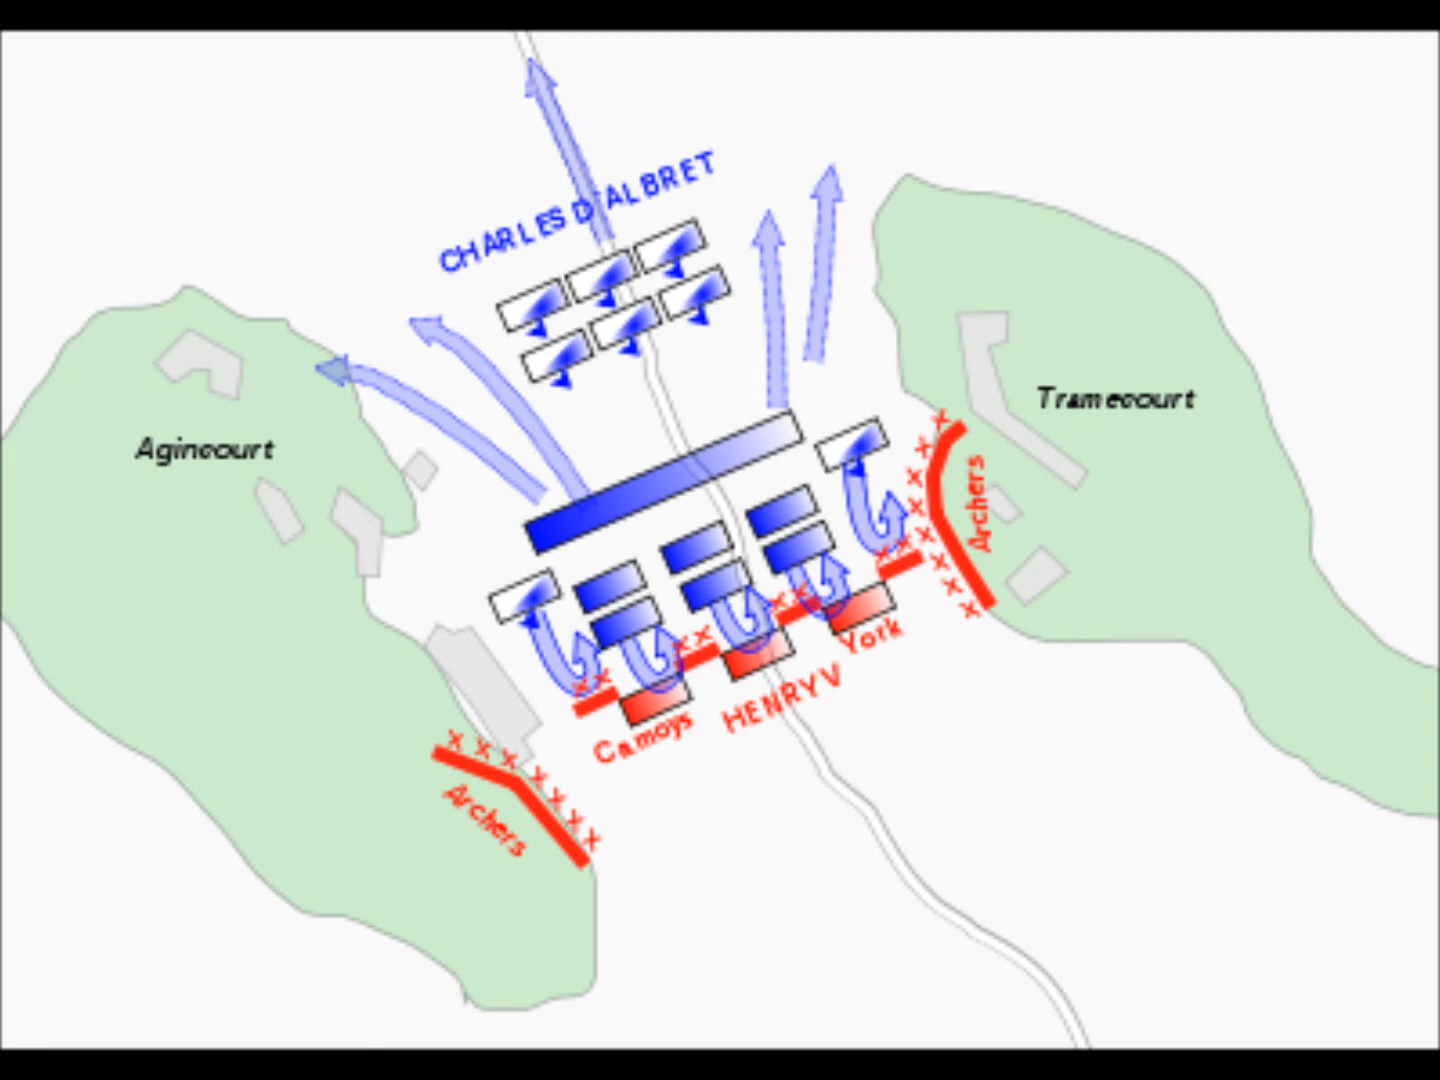 CHARLES D'ALBRET
Tramecourt
Agincourt
Archers
York
HENRY V
Camoys
Archers